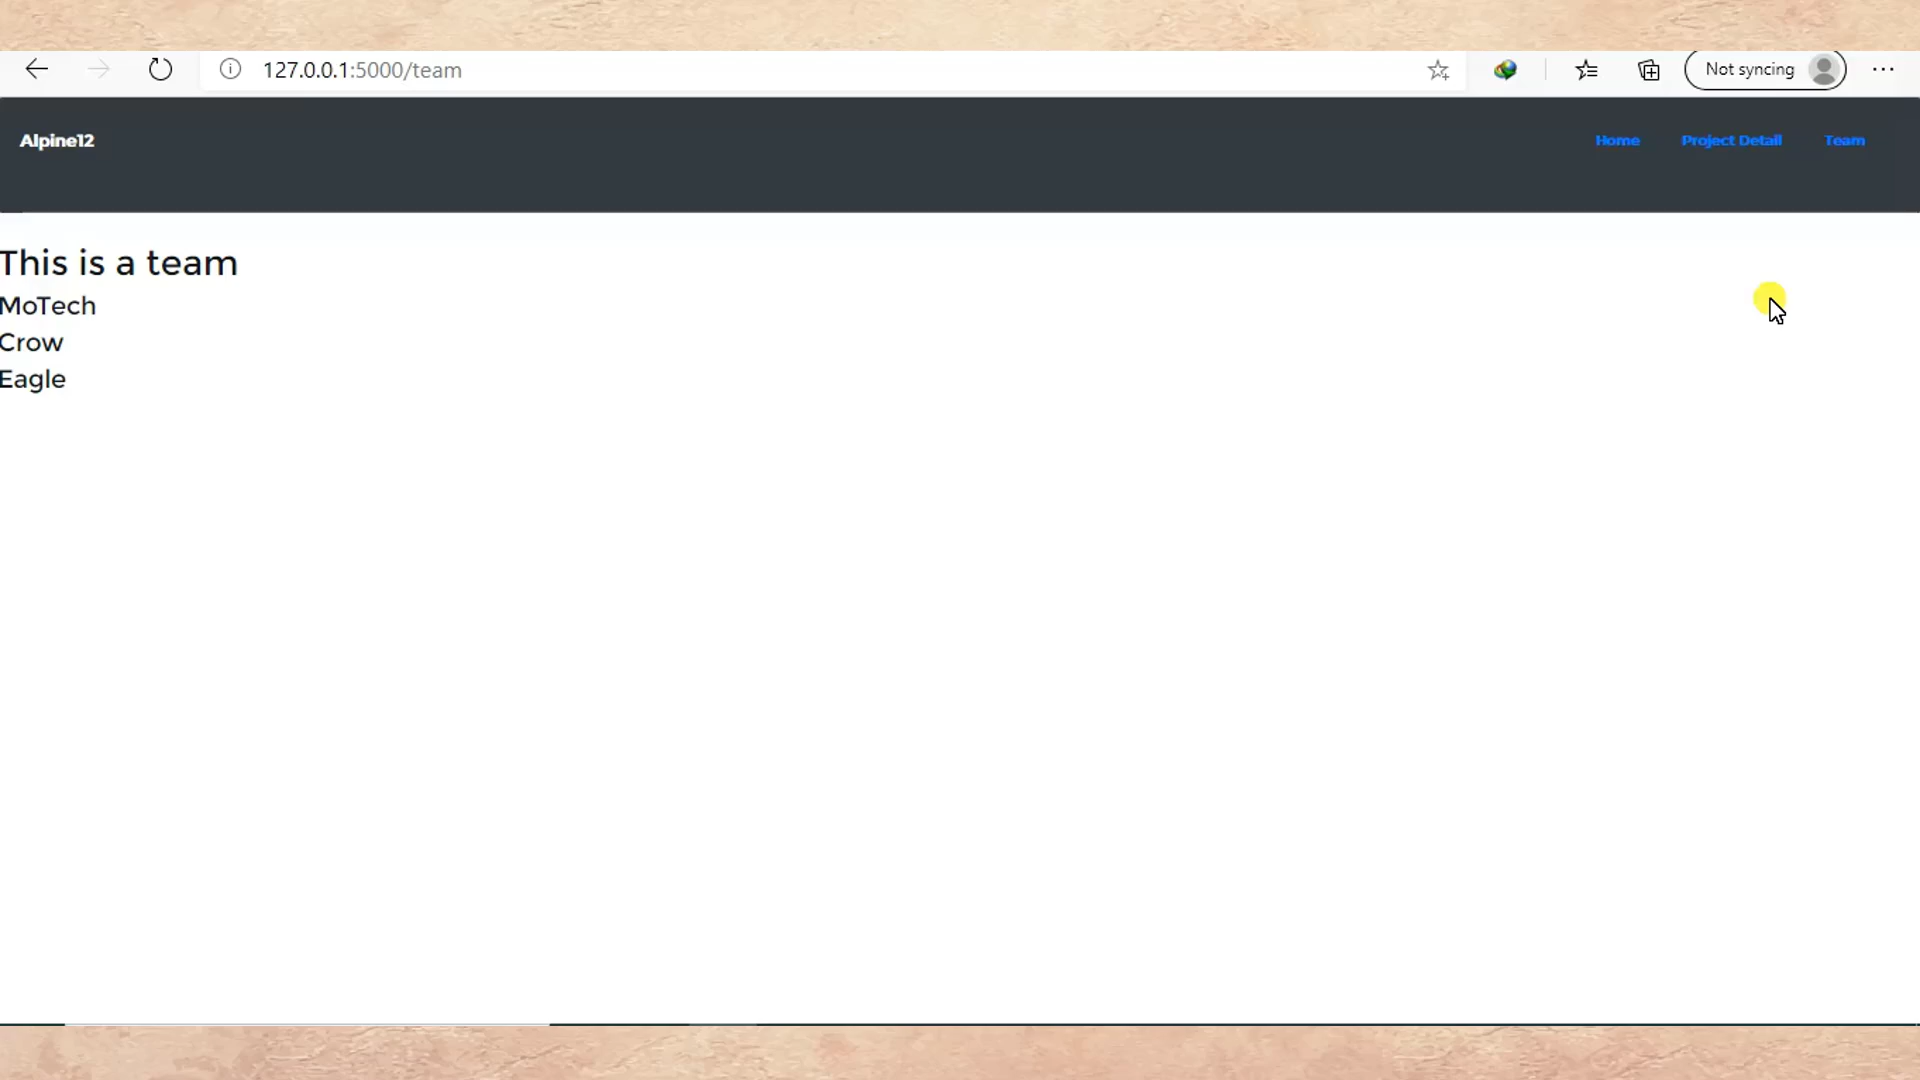 127.0.0.1:5000/team
Not syncing
Alpine12
Home
Project Detail
Team
This is a team
MoTech
Crow
Eagle